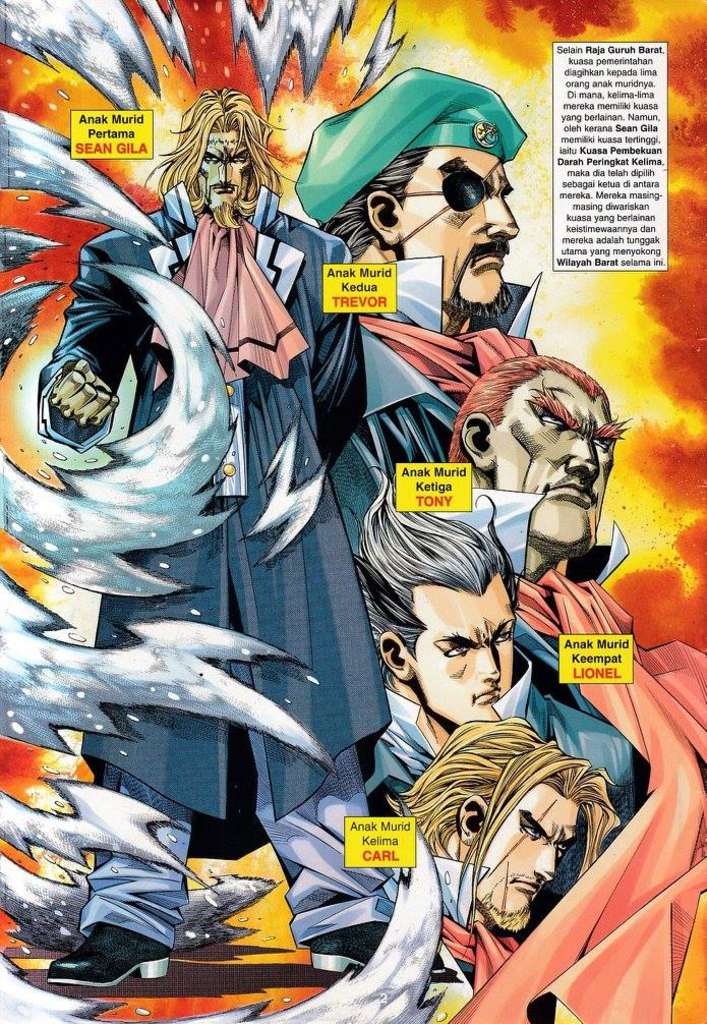 Selain Raja Guruh Barat,
kuasa pemerintahan
diagihkan kepada lima
orang anak muridnya.
Di mana, kelima-lima
mereka memiliki kuasa
yang berlainan. Namun,
oleh kerana Sean Gila
memiliki kuasa tertinggi,
iaitu Kuasa Pembekuan
Darah Peringkat Kelima,
maka dia telah dipilih
sebagai ketua di antara
mereka. Mereka masing-
masing diwariskan
kuasa yang berlainan
keistimewaannya dan
mereka adalah tunggak
utama yang menyokong
Wilayah Barat selama ini.
Anak Murid
Pertama
SEAN GILA
Anak Murid
Kedua
TREVOR
Anak Murid
Ketiga
TONY
Anak Murid
Keempat
LIONEL
Anak Murid
Kelima
CARL
2